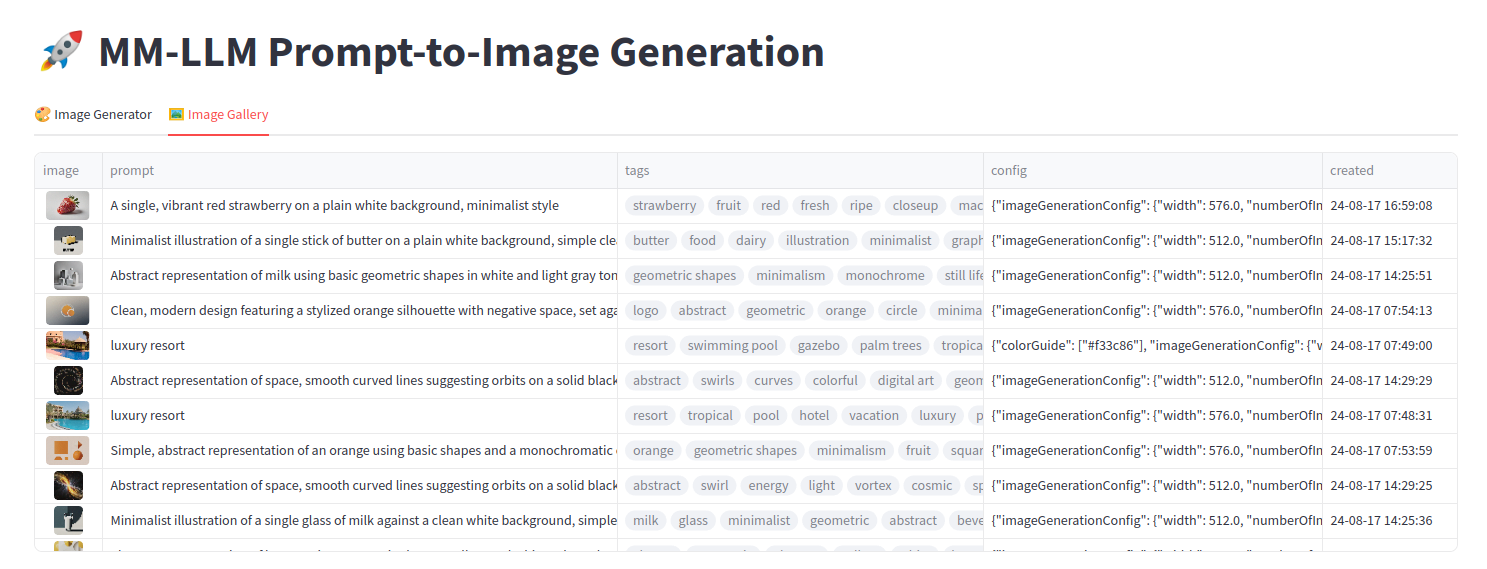 🚀 MM-LLM Prompt-to-Image Generation
🎨 Image Generator 🖼️ Image Gallery
image prompt tags config created
A single, vibrant red strawberry on a plain white background, minimalist style strawberry fruit red fresh ripe closeup mac {"imageGenerationConfig": {"width": 576.0, "numberOfIn 24-08-17 16:59:08
Minimalist illustration of a single stick of butter on a plain white background, simple cle butter food dairy illustration minimalist graph {"imageGenerationConfig": {"width": 512.0, "numberOfIn 24-08-17 15:17:32
Abstract representation of milk using basic geometric shapes in white and light gray ton geometric shapes minimalism monochrome still life {"imageGenerationConfig": {"width": 512.0, "numberOfIn 24-08-17 14:25:51
Clean, modern design featuring a stylized orange silhouette with negative space, set aga logo abstract geometric orange circle minima {"imageGenerationConfig": {"width": 576.0, "numberOfIn 24-08-17 07:54:13
luxury resort resort swimming pool gazebo palm trees tropica {"colorGuide": ["#f33c86"], "imageGenerationConfig": {"w 24-08-17 07:49:00
Abstract representation of space, smooth curved lines suggesting orbits on a solid black abstract swirls curves colorful digital art geom {"imageGenerationConfig": {"width": 512.0, "numberOfIn 24-08-17 14:29:29
luxury resort resort tropical pool hotel vacation luxury p {"imageGenerationConfig": {"width": 576.0, "numberOfIn 24-08-17 07:48:31
Simple, abstract representation of an orange using basic shapes and a monochromatic orange geometric shapes minimalism fruit squar {"imageGenerationConfig": {"width": 576.0, "numberOfIn 24-08-17 07:53:59
Abstract representation of space, smooth curved lines suggesting orbits on a solid black abstract swirl energy light vortex cosmic sp {"imageGenerationConfig": {"width": 512.0, "numberOfIn 24-08-17 14:29:25
Minimalist illustration of a single glass of milk against a clean white background, simple milk glass minimalist geometric abstract beve {"imageGenerationConfig": {"width": 512.0, "numberOfIn 24-08-17 14:25:36